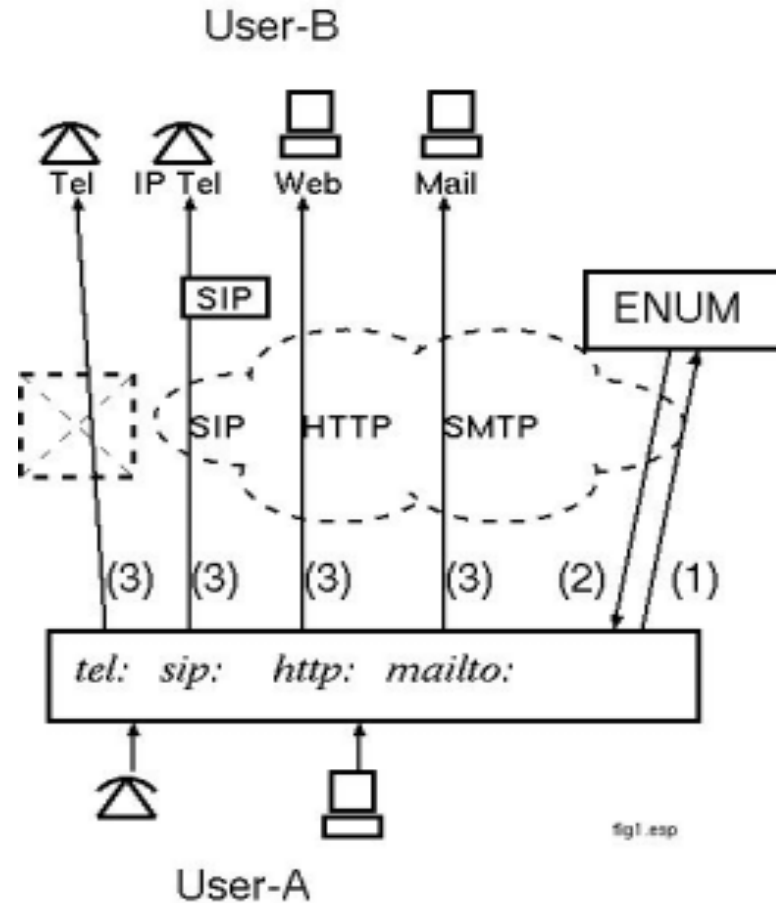 User-B
Tel IP Tel Web Mail
SIP
ENUM
SIP HTTP SMTP
(3) (3) (3) (3) (2) (1)
tel: sip: http: mailto:
fig1.esp
User-A